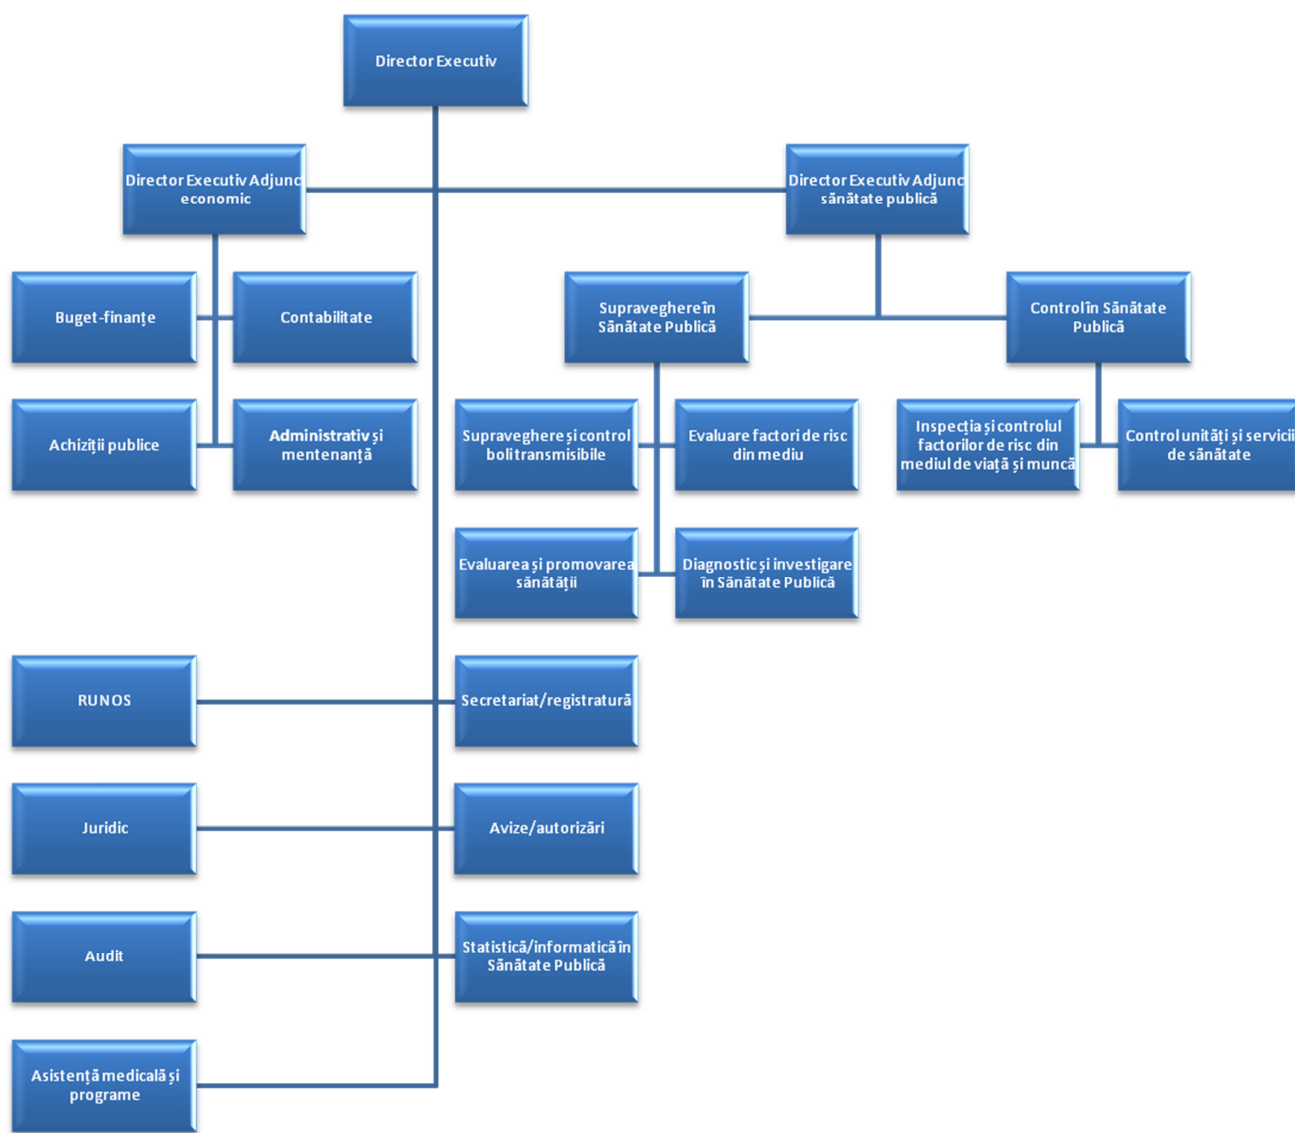 Director Executiv
Director Executiv Adjunc
economic
Director Executiv Adjunc
sănătate publică
Buget-finanțe
Contabilitate
Supraveghere în
Sănătate Publică
Control în Sănătate
Publică
Achiziții publice
Administrativ și
mentenanță
Supraveghere și control
boli transmisibile
Evaluare factori de risc
din mediu
Inspecția și controlul
factorilor de risc din
mediul de viață și muncă
Control unități și servicii
de sănătate
Evaluarea și promovarea
sănătății
Diagnostic și investigare
în Sănătate Publică
RUNOS
Secretariat/registratură
Juridic
Avize/autorizări
Audit
Statistică/informatică în
Sănătate Publică
Asistență medicală și
programe